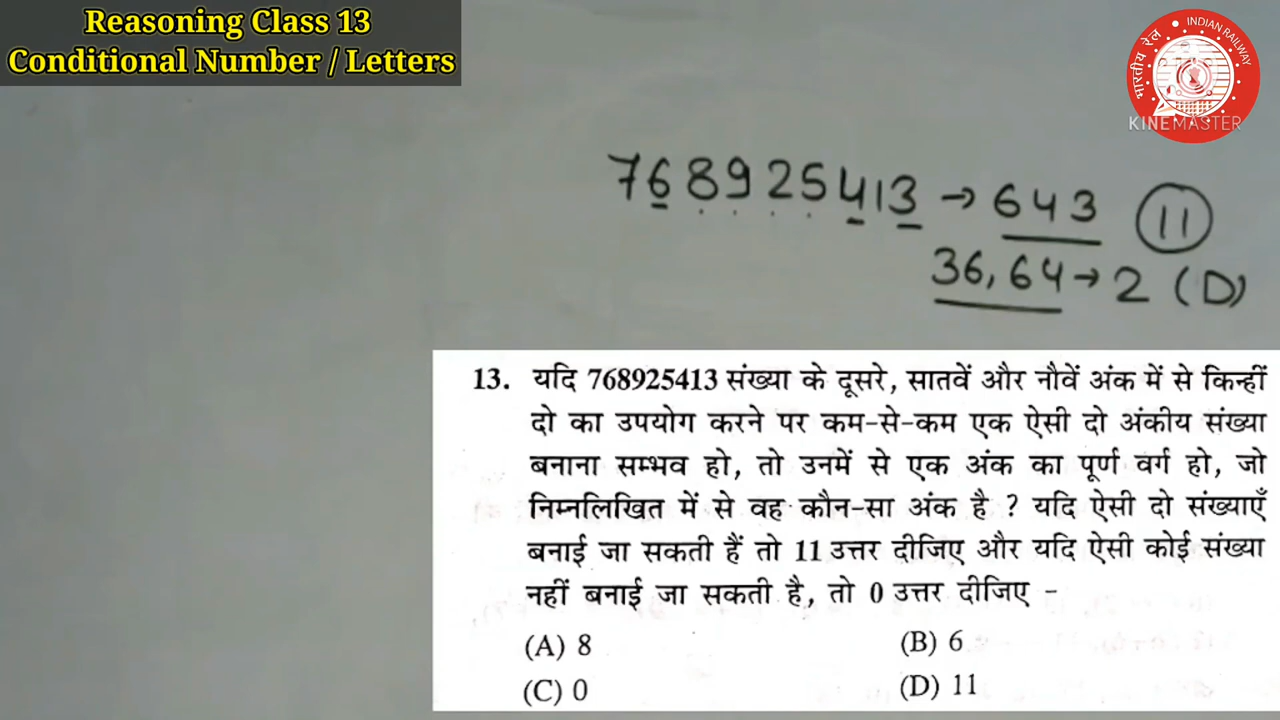 Reasoning Class 13
Conditional Number / Letters
भारतीय रेल
INDIAN RAILWAY
KINEMASTER
768925413 → 643 (11)
36, 64 → 2 (D)
13. यदि 768925413 संख्या के दूसरे, सातवें और नौवें अंक में से किन्हीं
दो का उपयोग करने पर कम-से-कम एक ऐसी दो अंकीय संख्या
बनाना सम्भव हो, तो उनमें से एक अंक का पूर्ण वर्ग हो, जो
निम्नलिखित में से वह कौन-सा अंक है ? यदि ऐसी दो संख्याएँ
बनाई जा सकती हैं तो 11 उत्तर दीजिए और यदि ऐसी कोई संख्या
नहीं बनाई जा सकती है, तो 0 उत्तर दीजिए -
(A) 8 (B) 6
(C) 0 (D) 11